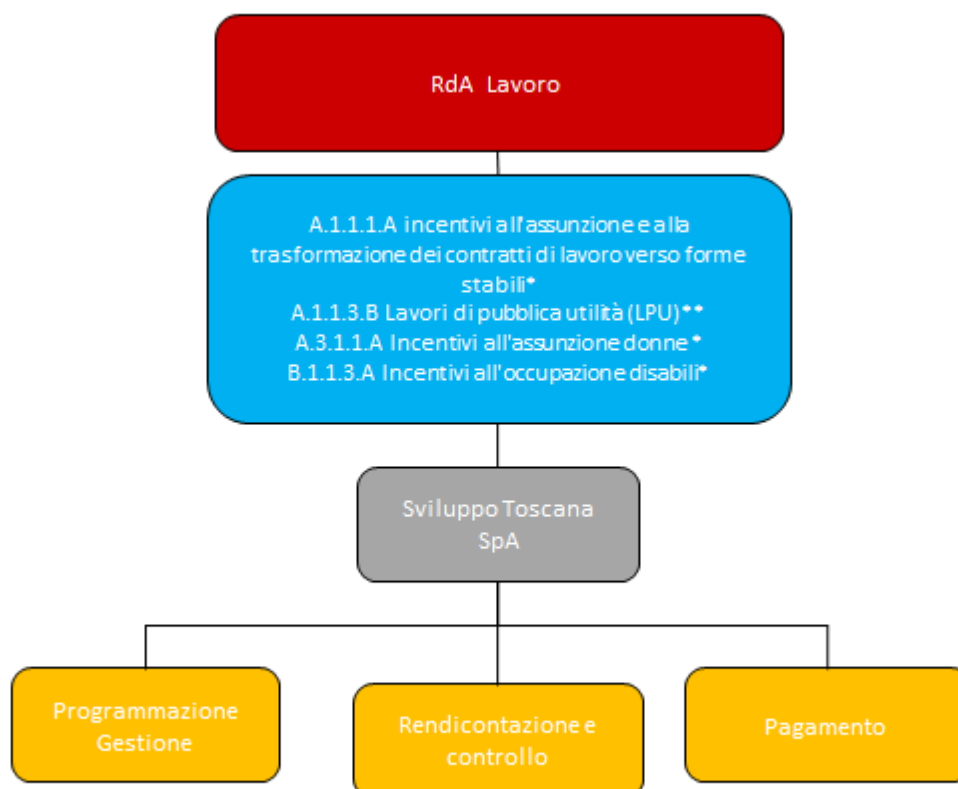 RdA Lavoro
A.1.1.1.A incentivi all'assunzione e alla
trasformazione dei contratti di lavoro verso forme
stabili*
A.1.1.3.B Lavori di pubblica utilità (LPU)**
A.3.1.1.A Incentivi all'assunzione donne*
B.1.1.3.A Incentivi all'occupazione disabili*
Sviluppo Toscana
SpA
Programmazione
Gestione
Rendicontazione e
controllo
Pagamento